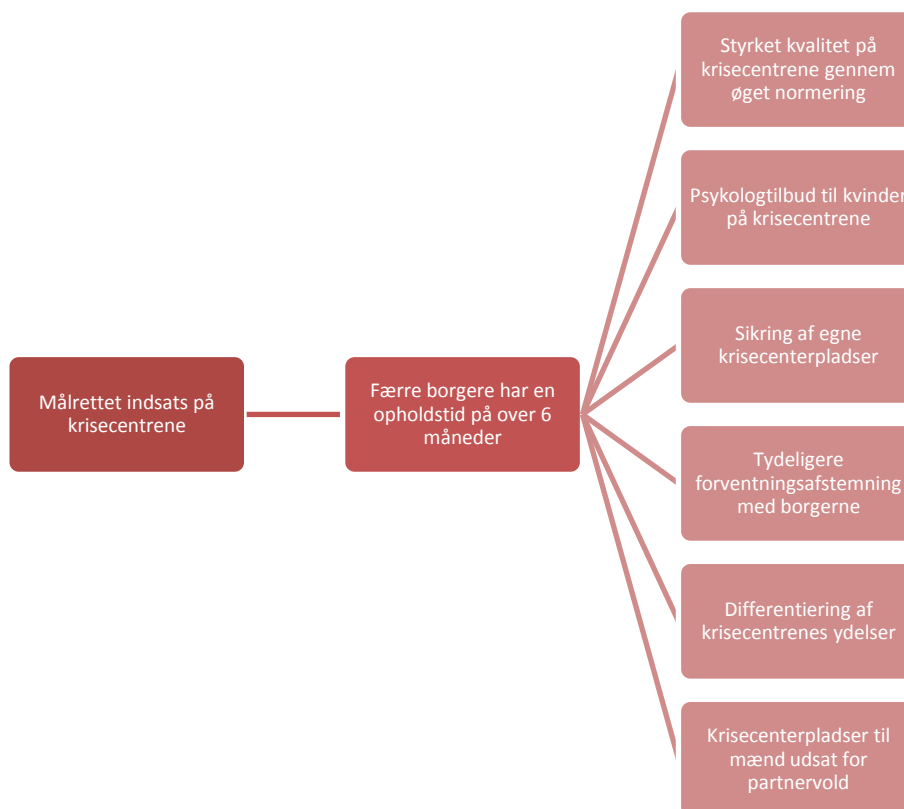 Målrettet indsats på
krisecentrene
Færre borgere har en
opholdstid på over 6
måneder
Styrket kvalitet på
krisecentrene gennem
øget normering
Psykologtilbud til kvinder
på krisecentrene
Sikring af egne
krisecenterpladser
Tydeligere
forventningsafstemning
med borgerne
Differentiering af
krisecentrenes ydelser
Krisecenterpladser til
mænd udsat for
partnervold